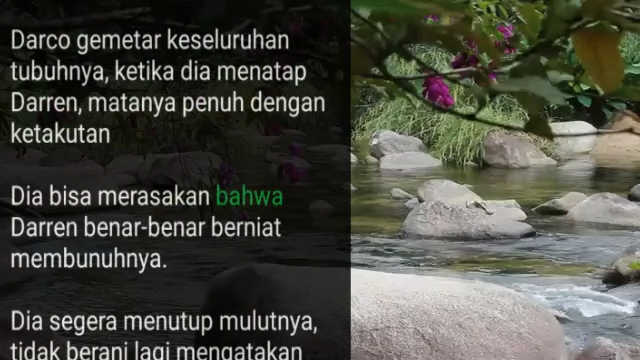 Darco gemetar keseluruhan
tubuhnya, ketika dia menatap
Darren, matanya penuh dengan
ketakutan
Dia bisa merasakan bahwa
Darren benar-benar berniat
membunuhnya.
Dia segera menutup mulutnya,
tidak berani lagi mengatakan